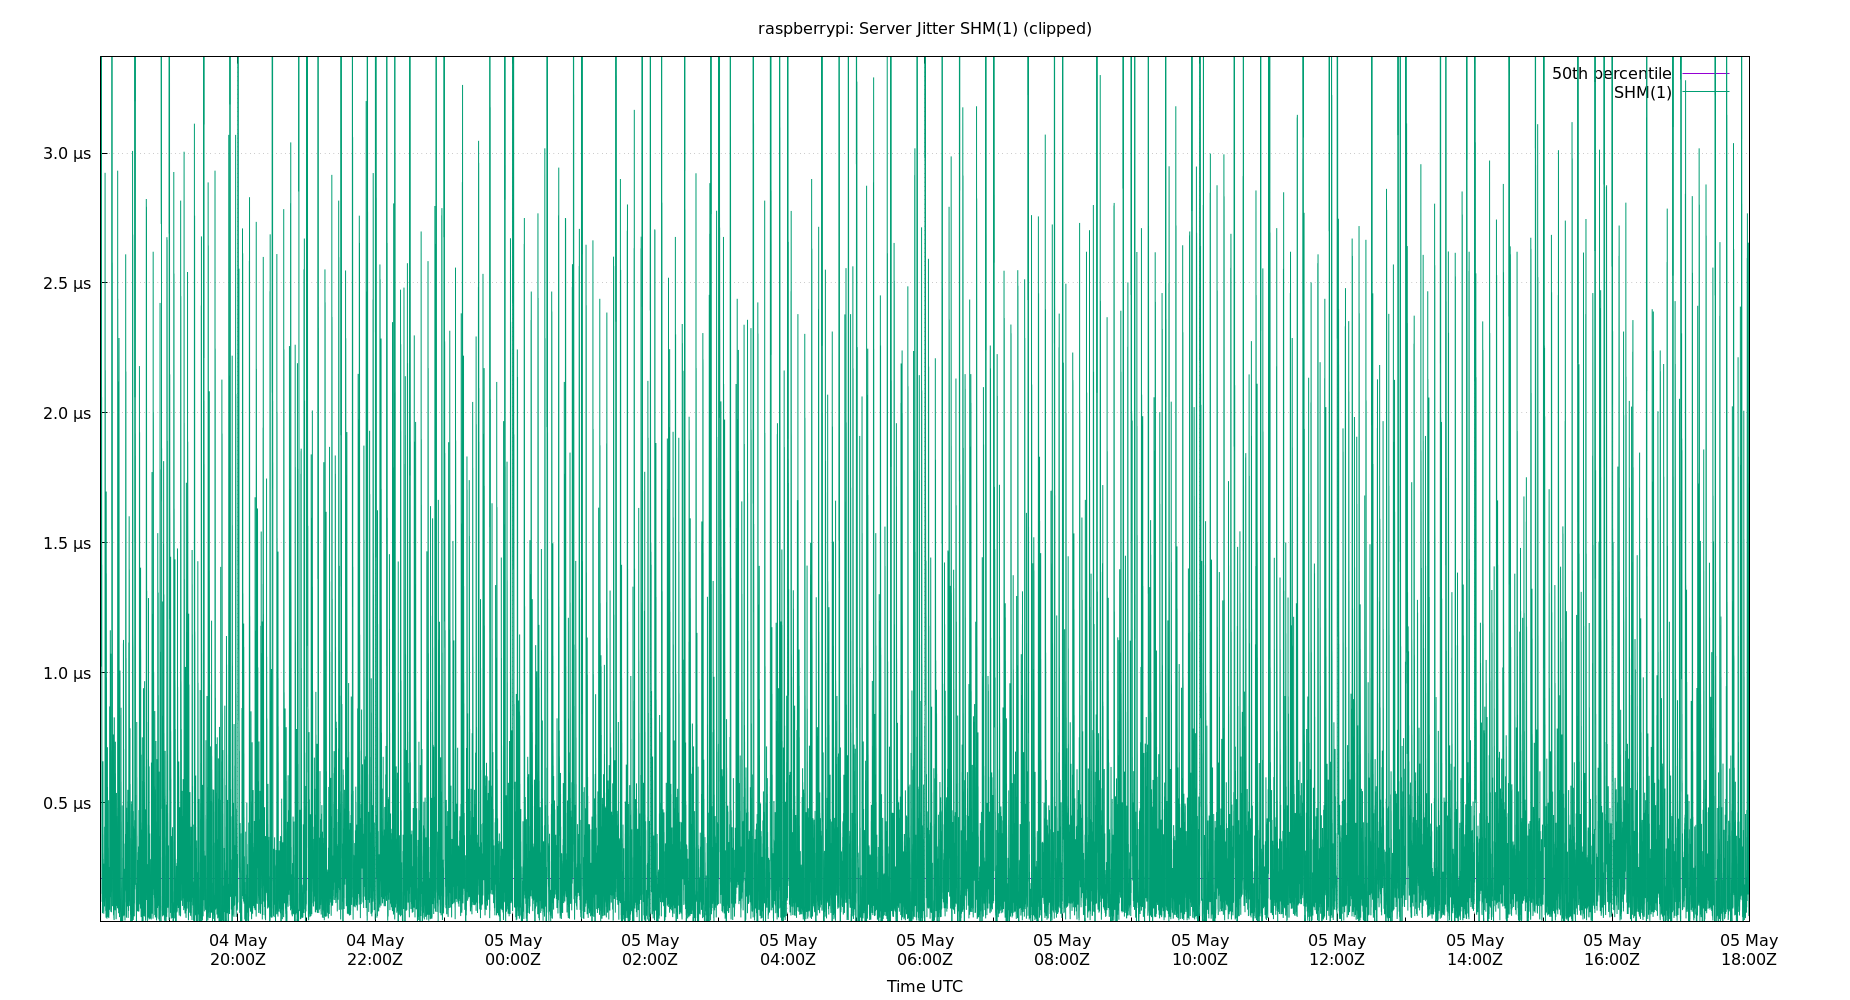 raspberrypi: Server Jitter SHM(1) (clipped)
50th percentile
SHM(1)
3.0 µs
2.5 µs
2.0 µs
1.5 µs
1.0 µs
0.5 µs
04 May 04 May 05 May 05 May 05 May 05 May 05 May 05 May 05 May 05 May 05 May 05 May
20:00Z 22:00Z 00:00Z 02:00Z 04:00Z 06:00Z 08:00Z 10:00Z 12:00Z 14:00Z 16:00Z 18:00Z
Time UTC